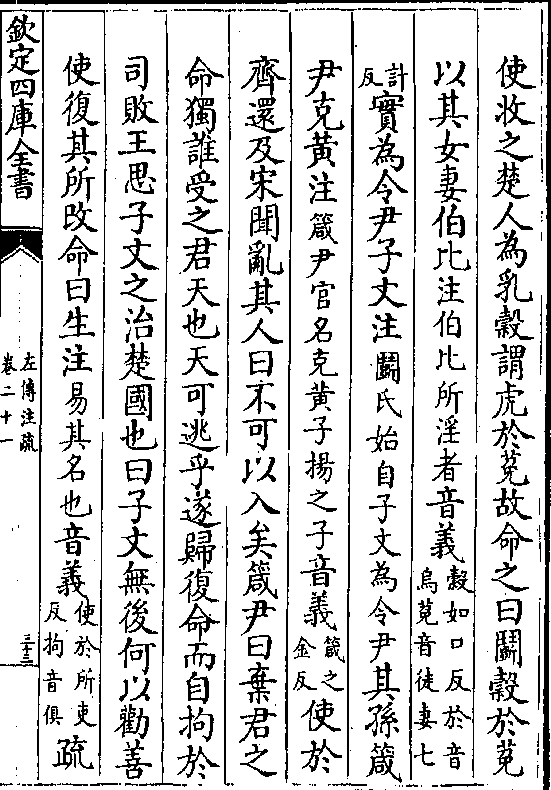 使收之楚人為乳穀謂虎於菟故命之曰鬬穀於菟
以其女妻伯比注伯比所淫者音義穀如口反於音烏菟音徒妻七
計反實為令尹子文注鬬氏始自子文為令尹其孫箴
尹克黄注箴尹官名克黄子揚之子音義箴之金反使於
齊還及宋聞亂其人曰不可以入矣箴尹曰棄君之
命獨誰受之君天也天可逃乎遂歸復命而自拘於
司敗王思子文之治楚國也曰子文無後何以勸善
使復其所改命曰生注易其名也音義使於所吏反拘音俱疏
欽定四庫全書
左傳注疏
卷二十一